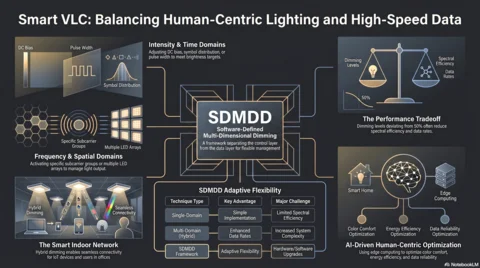 Smart VLC: Balancing Human-Centric Lighting and High-Speed Data
DC Bias
Pulse Width
Symbol Distribution
Intensity & Time Domains
Adjusting DC bias, symbol distribution, or
pulse width to meet brightness targets.
Specific Subcarrier
Groups
Multiple LED Arrays
Frequency & Spatial Domains
Activating specific subcarrier groups or multiple LED
arrays to manage light output.
Hybrid
Dimming
Seamless
Connectivity
The Smart Indoor Network
Hybrid dimming enables seamless connectivity
for IoT devices and users in offices.
SDMDD
Software-Defined
Multi-Dimensional Dimming
A framework separating the control layer
from the data layer for flexible management
SDMDD Adaptive Flexibility
Technique Type
Key Advantage
Major Challenge
Single-Domain
Simple
Implementation
Limited Spectral
Efficiency
Multi-Domain
(Hybrid)
Enhanced
Data Rates
Increased System
Complexity
SDMDD
Framework
Adaptive Flexibility
Hardware/Software
Upgrades
Dimming
Levels
Spectral
Efficiency
Data
Rates
50%
The Performance Tradeoff
Dimming levels deviating from 50% often reduce
spectral efficiency and data rates.
Smart Home
Edge
Computing
Color Comfort
Optimization
Energy Efficiency
Optimization
Data Reliability
Optimization
AI-Driven Human-Centric Optimization
Using edge computing to optimize color comfort,
energy efficiency, and data reliability.
NotebookLM